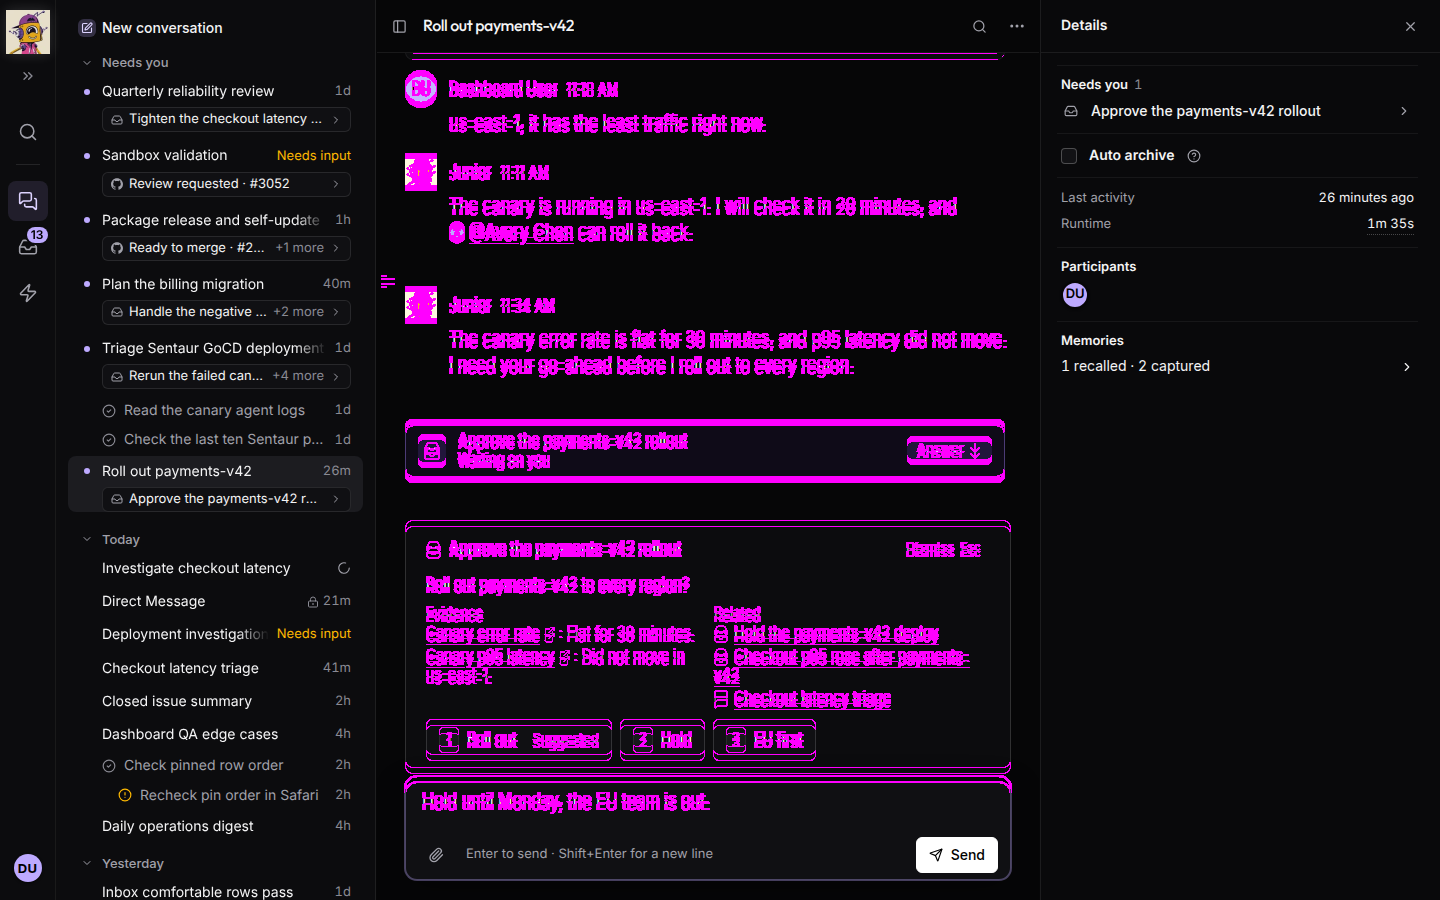 New conversation
Needs you
Quarterly reliability review 1d
Tighten the checkout latency ...
Sandbox validation Needs input
Review requested · #3052
Package release and self-update 1h
Ready to merge · #2... +1 more
13
Plan the billing migration 40m
Handle the negative ... +2 more
Triage Sentaur GoCD deployment 1d
Rerun the failed can... +4 more
Read the canary agent logs 1d
Check the last ten Sentaur p... 1d
Roll out payments-v42 26m
Approve the payments-v42 r...
Today
Investigate checkout latency
Direct Message 21m
Deployment investigation Needs input
Checkout latency triage 41m
Closed issue summary 2h
Dashboard QA edge cases 4h
Check pinned row order 2h
Recheck pin order in Safari 2h
Daily operations digest 4h
Yesterday
Inbox comfortable rows pass 1d
DU
Roll out payments-v42
DU Dashboard User AM
us-east-1, it has the least traffic right now.
Junior 11:11 AM
The canary is running in us-east-1. I will check it in 20 minutes, and
@Avery Chen can roll it back.
Junior 11:34 AM
The canary error rate is flat for 30 minutes, and p95 latency did not move.
I need your go-ahead before I roll out to every region.
Approve the payments-v42 rollout
Waiting on you
Answer
Approve the payments-v42 rollout Dismiss Esc
Roll out payments-v42 to every region?
Evidence
Canary error rate : Flat for 30 minutes.
Canary p95 latency : Did not move in
us-east-1.
Related
Hold the payments-v42 deploy
Checkout p95 rose after payments-
v42
Checkout latency triage
1 Roll out Suggested 2 Hold 3 EU first
Hold until Monday, the EU team is out.
Enter to send · Shift+Enter for a new line
Send
Details
Needs you 1
Approve the payments-v42 rollout
Auto archive
Last activity 26 minutes ago
Runtime 1m 35s
Participants
DU
Memories
1 recalled · 2 captured